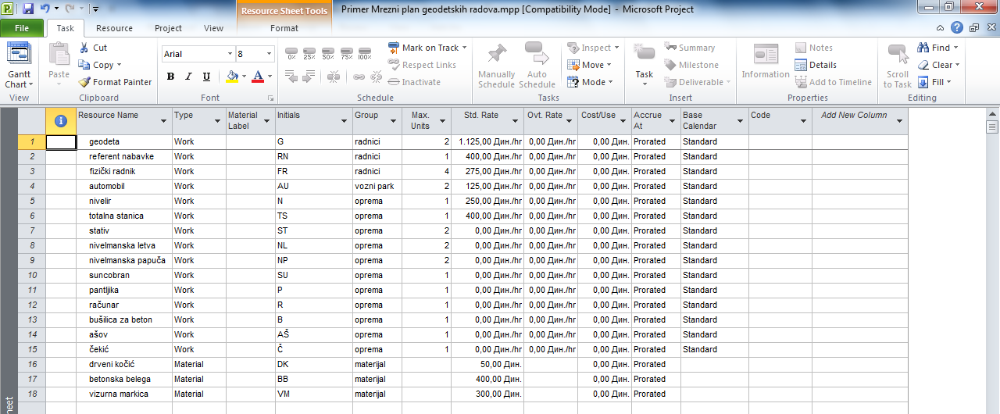 Resource Sheet Tools
Primer Mrezni plan geodetskih radova.mpp [Compatibility Mode] - Microsoft Project
File Task Resource Project View Format
Gantt Chart
View
Paste
Cut
Copy
Format Painter
Clipboard
Arial 8
B I U A
Font
0% 25% 50% 75% 100%
Mark on Track
Respect Links
Inactivate
Schedule
Manually Schedule
Auto Schedule
Inspect
Move
Mode
Tasks
Task
Summary
Milestone
Deliverable
Insert
Information
Notes
Details
Add to Timeline
Properties
Scroll to Task
Find
Clear
Fill
Editing
Resource Name Type Material Label Initials Group Max. Units Std. Rate Ovt. Rate Cost/Use Accrue At Base Calendar Code Add New Column
1 geodeta Work G radnici 2 1.125,00 Дин./hr 0,00 Дин./hr 0,00 Дин. Prorated Standard
2 referent nabavke Work RN radnici 1 400,00 Дин./hr 0,00 Дин./hr 0,00 Дин. Prorated Standard
3 fizički radnik Work FR radnici 4 275,00 Дин./hr 0,00 Дин./hr 0,00 Дин. Prorated Standard
4 automobil Work AU vozni park 2 125,00 Дин./hr 0,00 Дин./hr 0,00 Дин. Prorated Standard
5 nivelir Work N oprema 1 250,00 Дин./hr 0,00 Дин./hr 0,00 Дин. Prorated Standard
6 totalna stanica Work TS oprema 1 400,00 Дин./hr 0,00 Дин./hr 0,00 Дин. Prorated Standard
7 stativ Work ST oprema 2 0,00 Дин./hr 0,00 Дин./hr 0,00 Дин. Prorated Standard
8 nivelmanska letva Work NL oprema 2 0,00 Дин./hr 0,00 Дин./hr 0,00 Дин. Prorated Standard
9 nivelmanska papuča Work NP oprema 2 0,00 Дин./hr 0,00 Дин./hr 0,00 Дин. Prorated Standard
10 suncobran Work SU oprema 1 0,00 Дин./hr 0,00 Дин./hr 0,00 Дин. Prorated Standard
11 pantljika Work P oprema 1 0,00 Дин./hr 0,00 Дин./hr 0,00 Дин. Prorated Standard
12 računar Work R oprema 1 0,00 Дин./hr 0,00 Дин./hr 0,00 Дин. Prorated Standard
13 bušilica za beton Work B oprema 1 0,00 Дин./hr 0,00 Дин./hr 0,00 Дин. Prorated Standard
14 ašov Work AŠ oprema 1 0,00 Дин./hr 0,00 Дин./hr 0,00 Дин. Prorated Standard
15 čekić Work Č oprema 1 0,00 Дин./hr 0,00 Дин./hr 0,00 Дин. Prorated Standard
16 drveni kočić Material DK materijal 50,00 Дин. 0,00 Дин. Prorated
17 betonska belega Material BB materijal 400,00 Дин. 0,00 Дин. Prorated
18 vizurna markica Material VM materijal 300,00 Дин. 0,00 Дин. Prorated